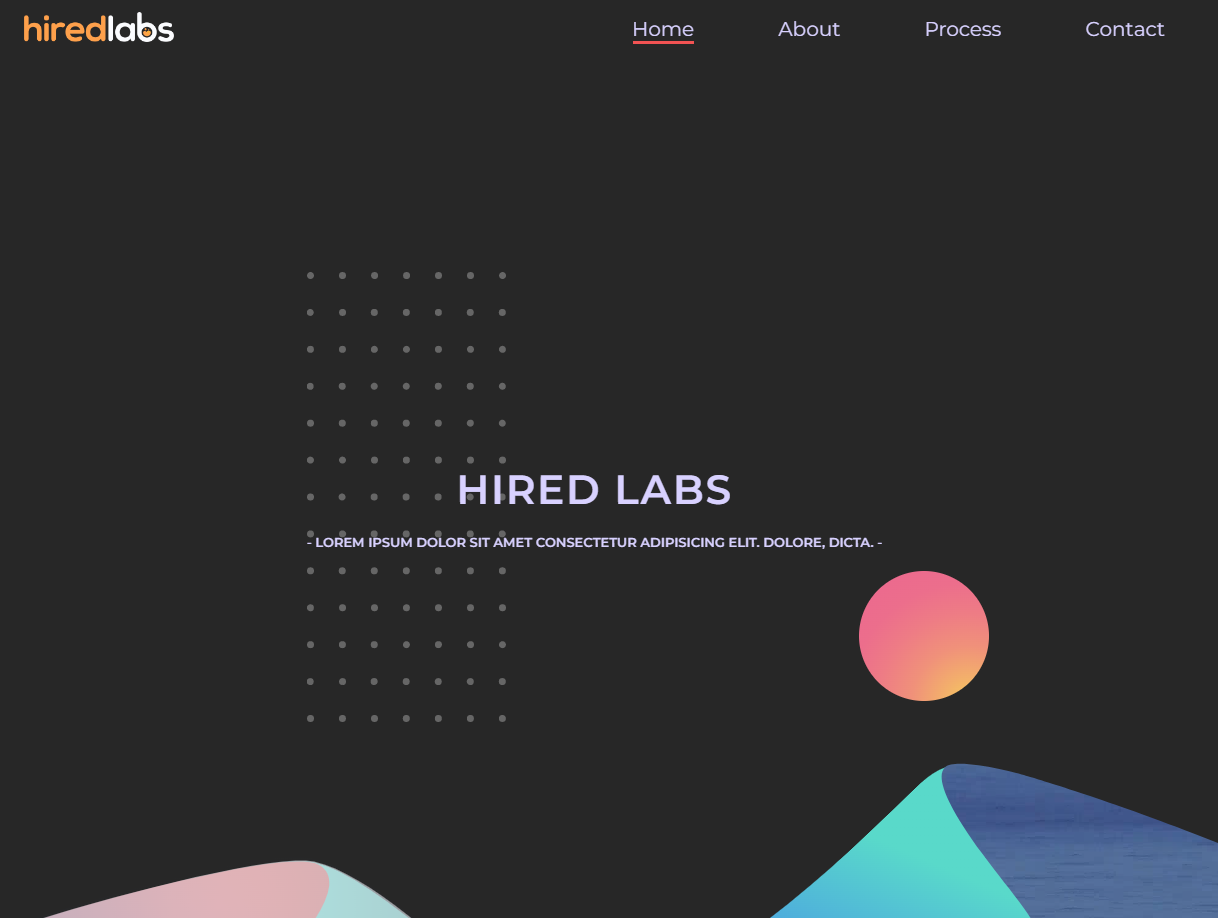 hiredlabs
Home About Process Contact
HIRED LABS
- LOREM IPSUM DOLOR SIT AMET CONSECTETUR ADIPISICING ELIT. DOLORE, DICTA. -